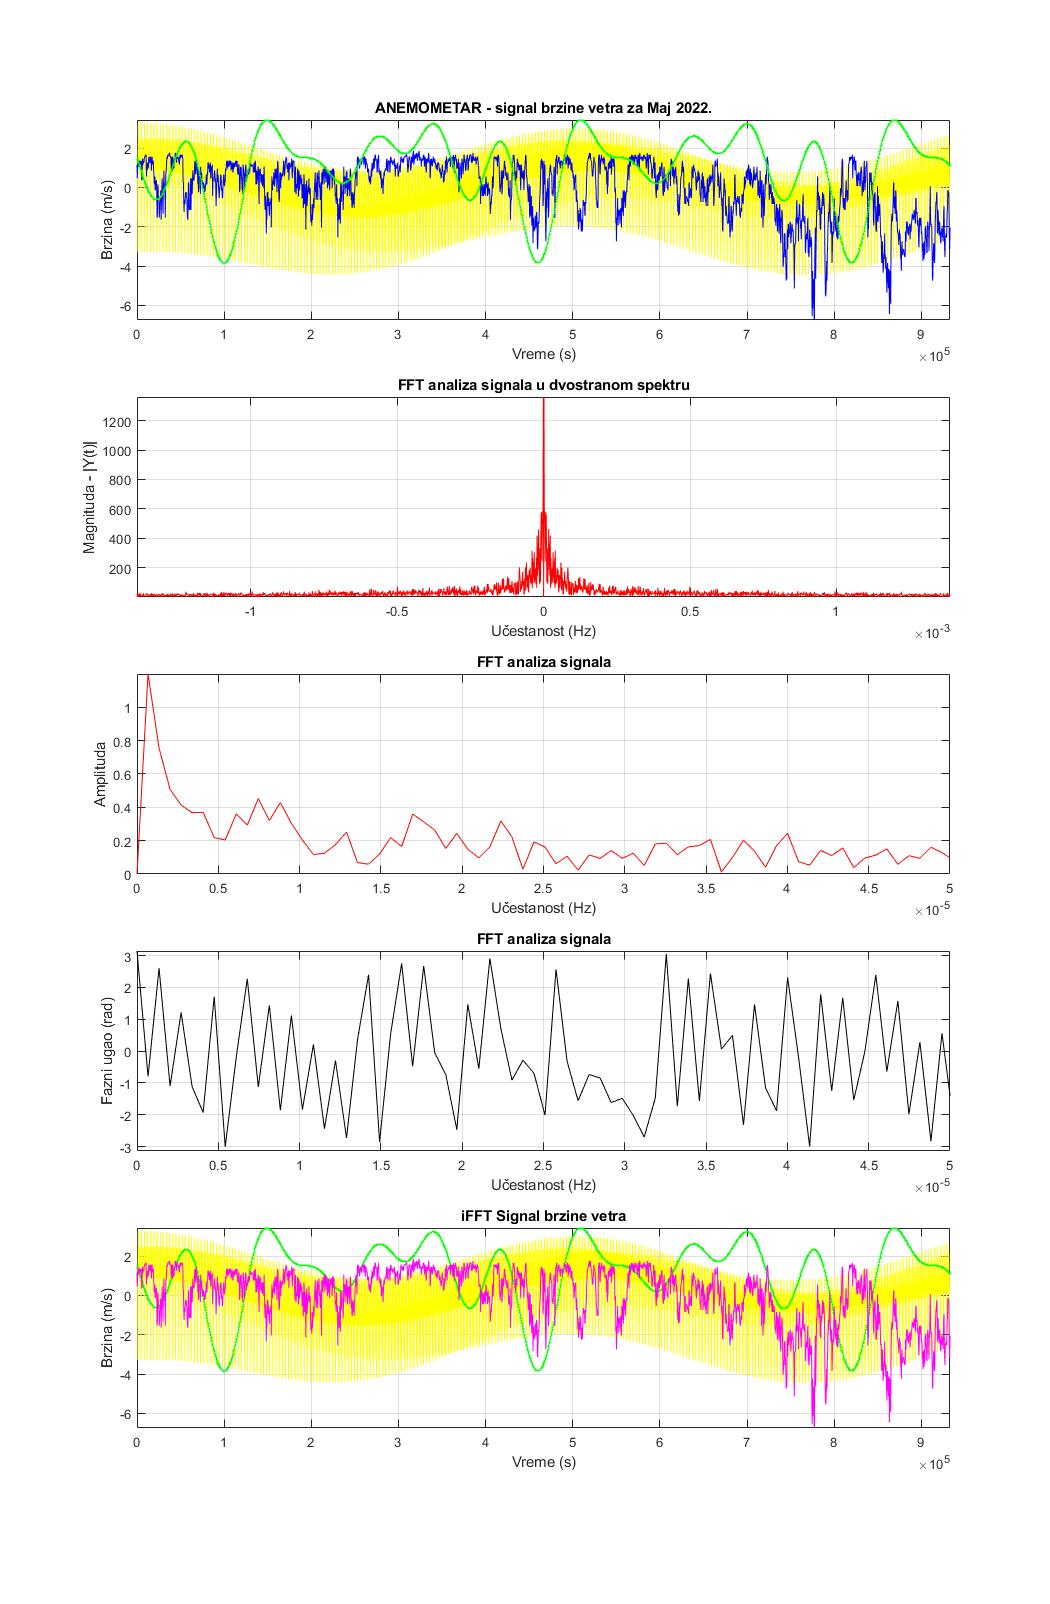 ANEMOMETAR - signal brzine vetra za Maj 2022.
Brzina (m/s)
2
0
-2
-4
-6
0 1 2 3 4 5 6 7 8 9
Vreme (s)
×10^5
FFT analiza signala u dvostranom spektru
Magnituda - |Y(t)|
1200
1000
800
600
400
200
-1 -0.5 0 0.5 1
Učestanost (Hz)
×10^-3
FFT analiza signala
Amplituda
1
0.8
0.6
0.4
0.2
0
0 0.5 1 1.5 2 2.5 3 3.5 4 4.5 5
Učestanost (Hz)
×10^-5
FFT analiza signala
Fazni ugao (rad)
3
2
1
0
-1
-2
-3
0 0.5 1 1.5 2 2.5 3 3.5 4 4.5 5
Učestanost (Hz)
×10^-5
iFFT Signal brzine vetra
Brzina (m/s)
2
0
-2
-4
-6
0 1 2 3 4 5 6 7 8 9
Vreme (s)
×10^5